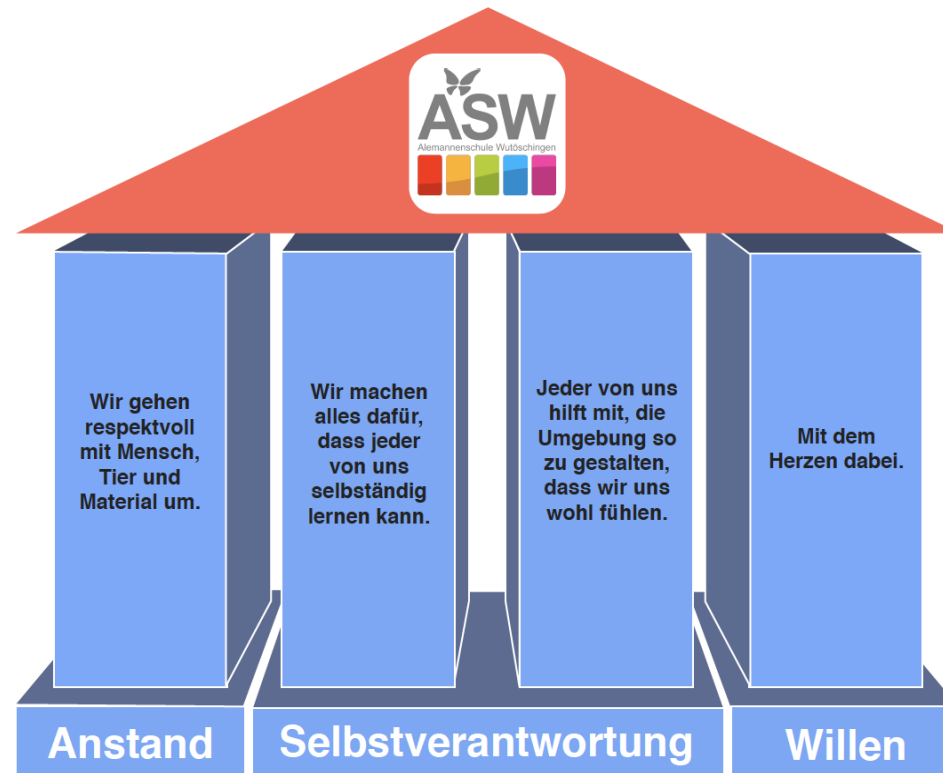 ASW
Alemannenschule Wutöschingen
Wir gehen
respektvoll
mit Mensch,
Tier und
Material um.
Wir machen
alles dafür,
dass jeder
von uns
selbständig
lernen kann.
Jeder von uns
hilft mit, die
Umgebung so
zu gestalten,
dass wir uns
wohl fühlen.
Mit dem
Herzen dabei.
Anstand
Selbstverantwortung
Willen